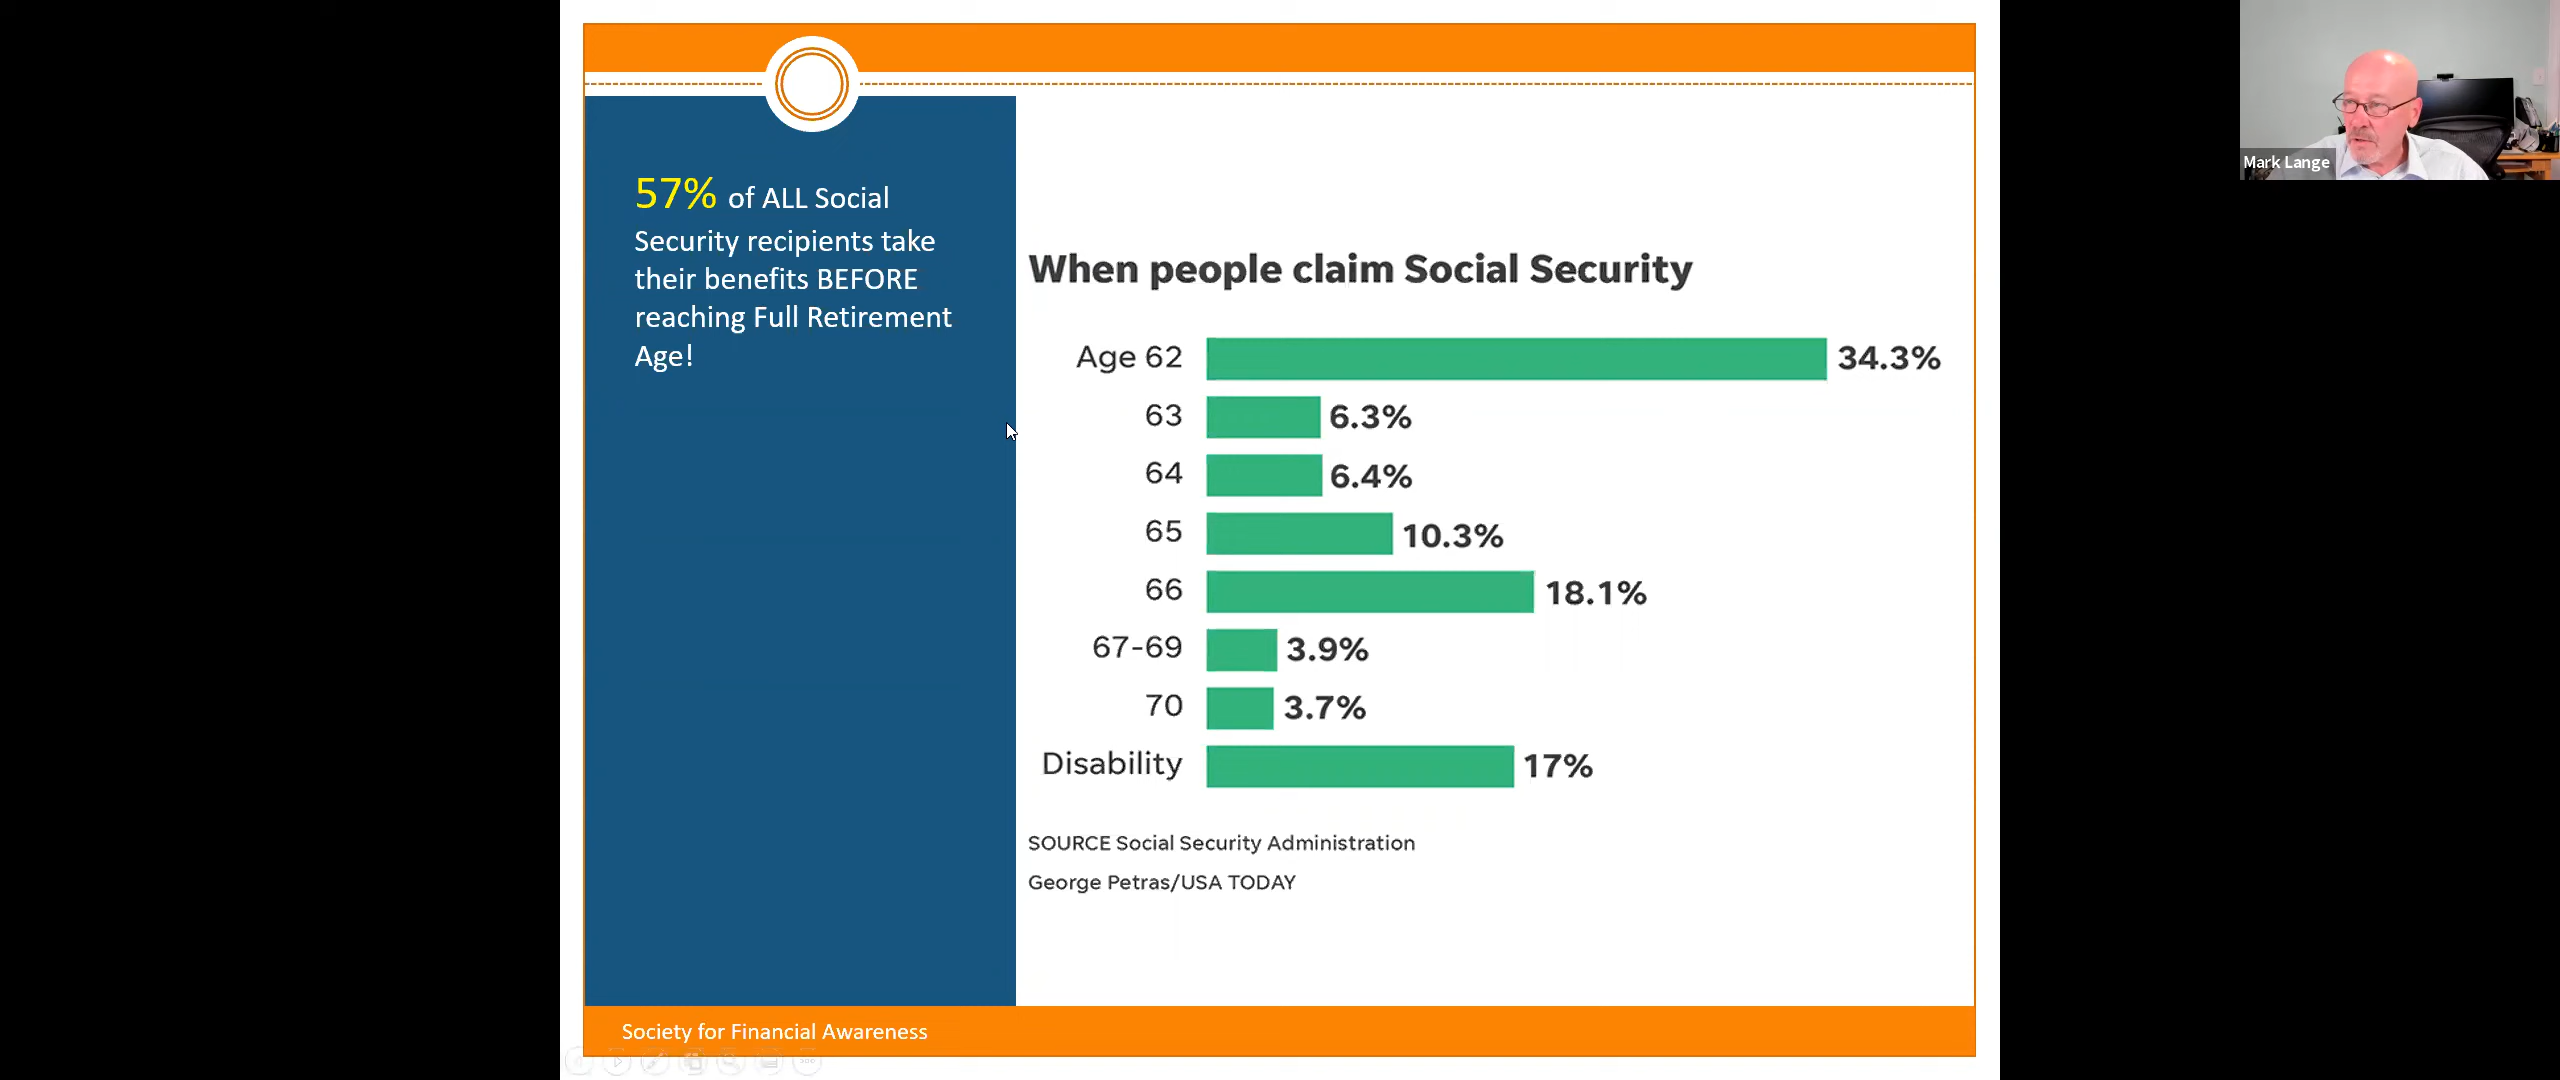 57% of ALL Social
Security recipients take
their benefits BEFORE
reaching Full Retirement
Age!
When people claim Social Security
Age 62 34.3%
63 6.3%
64 6.4%
65 10.3%
66 18.1%
67-69 3.9%
70 3.7%
Disability 17%
SOURCE Social Security Administration
George Petras/USA TODAY
Society for Financial Awareness
Mark Lange